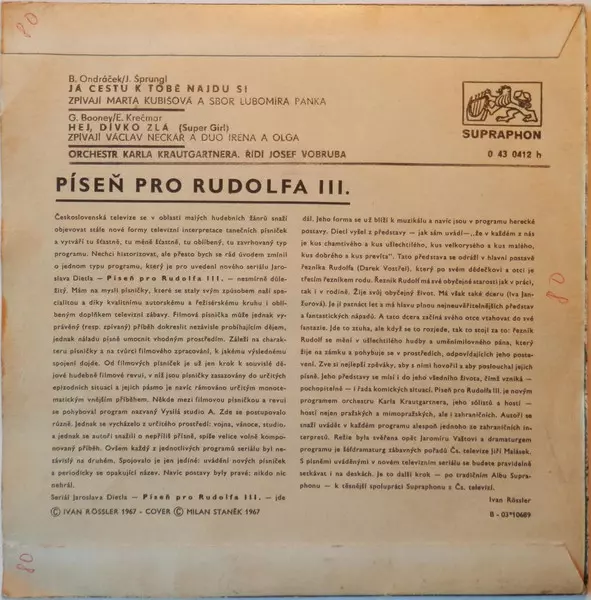 80
B. Ondráček/J. Šprungl
JÁ CESTU K TOBĚ NAJDU SI
ZPÍVAJÍ MARTA KUBIŠOVÁ A SBOR LUBOMÍRA PÁNKA
G. Booney/E. Krečmar
HEJ, DÍVKO ZLÁ (Super Girl)
ZPÍVAJÍ VÁCLAV NECKÁŘ A DUO IRENA A OLGA
ORCHESTR KARLA KRAUTGARTNERA, ŘÍDÍ JOSEF VOBRUBA
SUPRAPHON
0 43 0412 h
PÍSEŇ PRO RUDOLFA III.
Československá televize se v oblasti malých hudebních žánrů snaží
objevovat stále nové formy televizní interpretace tanečních písniček
a vytváří tu šťastně, tu méně šťastně, tu oblíbený, tu zavrhovaný typ
programu. Nechci historizovat, ale přesto bych se rád úvodem zmínil
o jednom typu programu, který je pro uvedení nového seriálu Jaro-
slava Dietla — Píseň pro Rudolfa III. — nesmírně důle-
žitý. Mám na mysli písničky, které se staly svým způsobem naší spe-
cialitou a díky kvalitnímu autorskému a režisérskému kruhu i oblí-
beným doplňkem televizní zábavy. Filmová písnička může jednak vy-
právěný (resp. zpívaný) příběh dokreslit nezávisle probíhajícím dějem,
jednak náladu písně umocnit vhodným prostředím. Záleží na charak-
teru písničky a na tvůrci filmového zpracování, k jakému výslednému
spojení dojde. Od filmových písniček je už jen krok k souvislé dě-
jové hudební filmové revui, v níž jsou písničky zasazovány do určitých
epizodních situací a jejich pásmo je navíc rámováno určitým monote-
matickým vnějším příběhem. Někde mezi filmovou písničkou a revuí
se pohyboval program nazvaný Vysílá studio A. Zde se postupovalo
různě. Jednak se vycházelo z určitého prostředí: vojna, vánoce, studio,
a jednak se autoři snažili o nepříliš přísně, spíše velice volně kompo-
novaný příběh. Ovšem každý z jednotlivých programů seriálu byl ne-
závislý na druhém. Spojovalo je jen jediné: uvádění nových písniček
a periodicky se opakující název. Navíc postavy byly pravé: nikdo nic
nehrál.
Seriál Jaroslava Dietla — Píseň pro Rudolfa III. — jde
© IVAN RÖSSLER 1967 - COVER © MILAN STANĚK 1967
dál. Jeho forma se už blíží k muzikálu a navíc jsou v programu herecké
postavy. Dietl vyšel z představy — jak sám uvádí—„že v každém z nás
je kus chamtivého a kus ušlechtilého, kus velkorysého a kus malého,
kus dobrého a kus previta". Tato představa se odráží v hlavní postavě
řezníka Rudolfa (Darek Vostřel), který po svém dědečkovi a otci je
třetím řezníkem rodu. Řezník Rudolf má své obyčejné starosti jak v práci,
tak i v rodině. Žije svůj obyčejný život. Má však také dceru (Iva Jan-
žurová). Je jí patnáct let a má hlavu plnou nejneuvěřitelnějších představ
a fantastických nápadů. A tato dcera začíná svého otce vtahovat do své
fantazie. Jde to ztuha, ale když se to rozjede, tak to stojí za to: řezník
Rudolf se mění v ušlechtilého hudby a uměnímilovného pána, který
žije na zámku a pohybuje se v prostředích, odpovídajících jeho posta-
vení. Zve si nejlepší zpěváky, aby s nimi hovořil a aby poslouchal jejich
písně. Jeho představy se mísí i do jeho všedního života, čímž vzniká —
pochopitelně — i řada komických situací. Píseň pro Rudolfa III. je novým
programem orchestru Karla Krautgartnera, jeho sólistů a hostí —
hostí nejen pražských a mimopražských, ale i zahraničních. Autoři se
snaží uvádět v každém programu alespoň jednoho ze zahraničních in-
terpretů. Režie byla svěřena opět Jaromíru Vaštovi a dramaturgem
programu je šéfdramaturg zábavných pořadů Čs. televize Jiří Malásek.
S písněmi uváděnými v novém televizním seriálu se budete pravidelně
setkávat i na deskách. Je to další krok — po tradičním Albu Supra-
phonu — k těsnější spolupráci Supraphonu s Čs. televizí.
Ivan Rössler
B - 03*10689
80
80